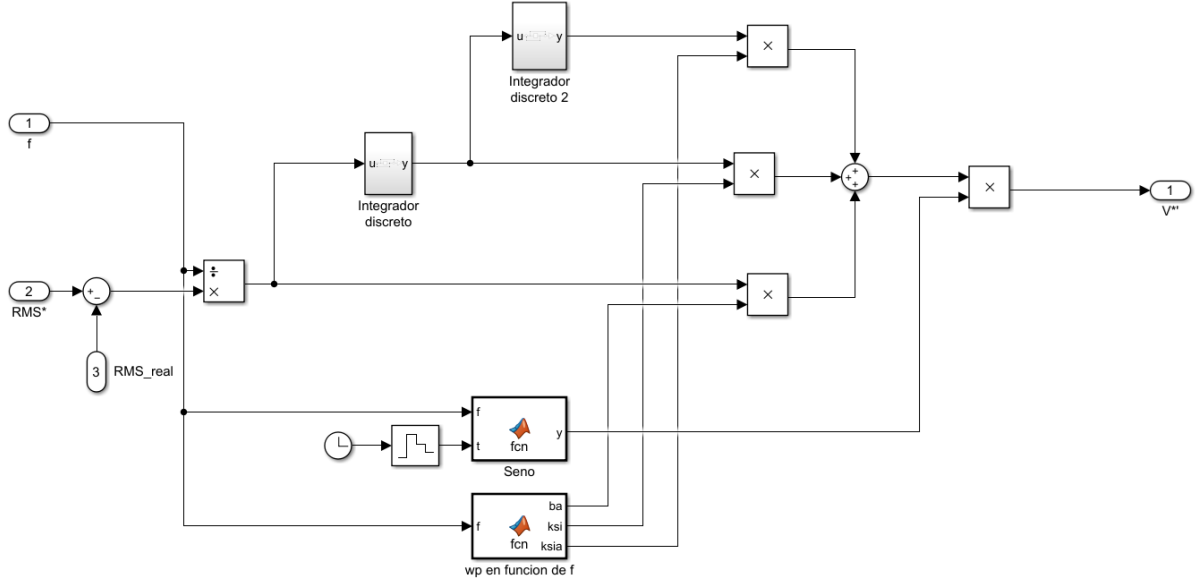 u
y
Integrador
discreto 2
×
1
f
u
y
Integrador
discreto
×
+
+
+
×
1
V*'
÷
×
2
RMS*
+
−
×
3
RMS_real
f
t
fcn
y
Seno
f
fcn
ba
ksi
ksia
wp en funcion de f